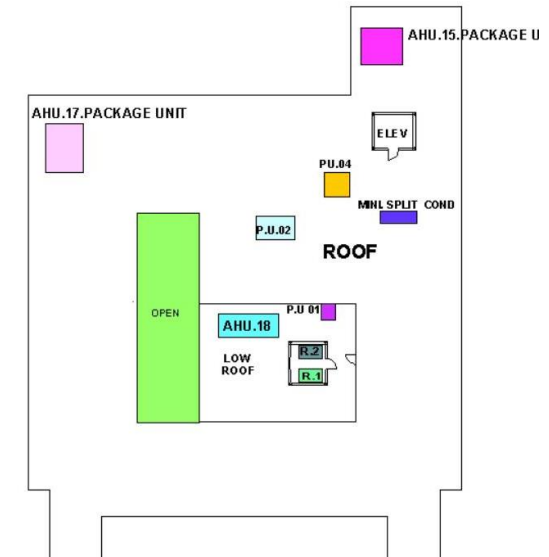 AHU.15.PACKAGE U
AHU.17.PACKAGE UNIT
ELEV
PU.04
MINI. SPLIT COND
P.U.02
ROOF
P.U 01
OPEN
AHU.18
R.2
LOW
ROOF
R.1